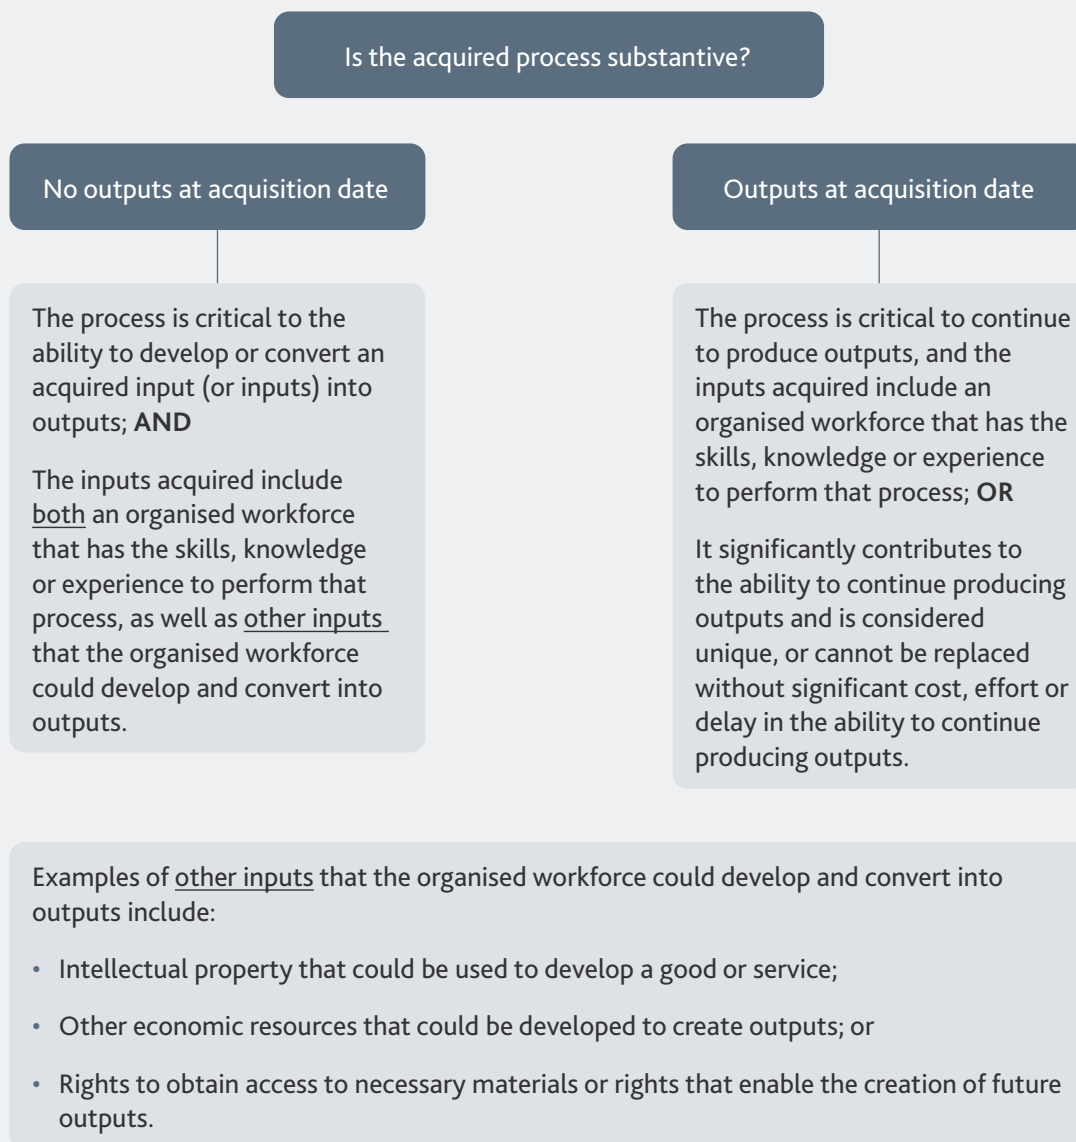 Is the acquired process substantive?
No outputs at acquisition date
The process is critical to the
ability to develop or convert an
acquired input (or inputs) into
outputs; AND
The inputs acquired include
both an organised workforce
that has the skills, knowledge
or experience to perform that
process, as well as other inputs
that the organised workforce
could develop and convert into
outputs.
Outputs at acquisition date
The process is critical to continue
to produce outputs, and the
inputs acquired include an
organised workforce that has the
skills, knowledge or experience
to perform that process; OR
It significantly contributes to
the ability to continue producing
outputs and is considered
unique, or cannot be replaced
without significant cost, effort or
delay in the ability to continue
producing outputs.
Examples of other inputs that the organised workforce could develop and convert into
outputs include:
• Intellectual property that could be used to develop a good or service;
• Other economic resources that could be developed to create outputs; or
• Rights to obtain access to necessary materials or rights that enable the creation of future
outputs.